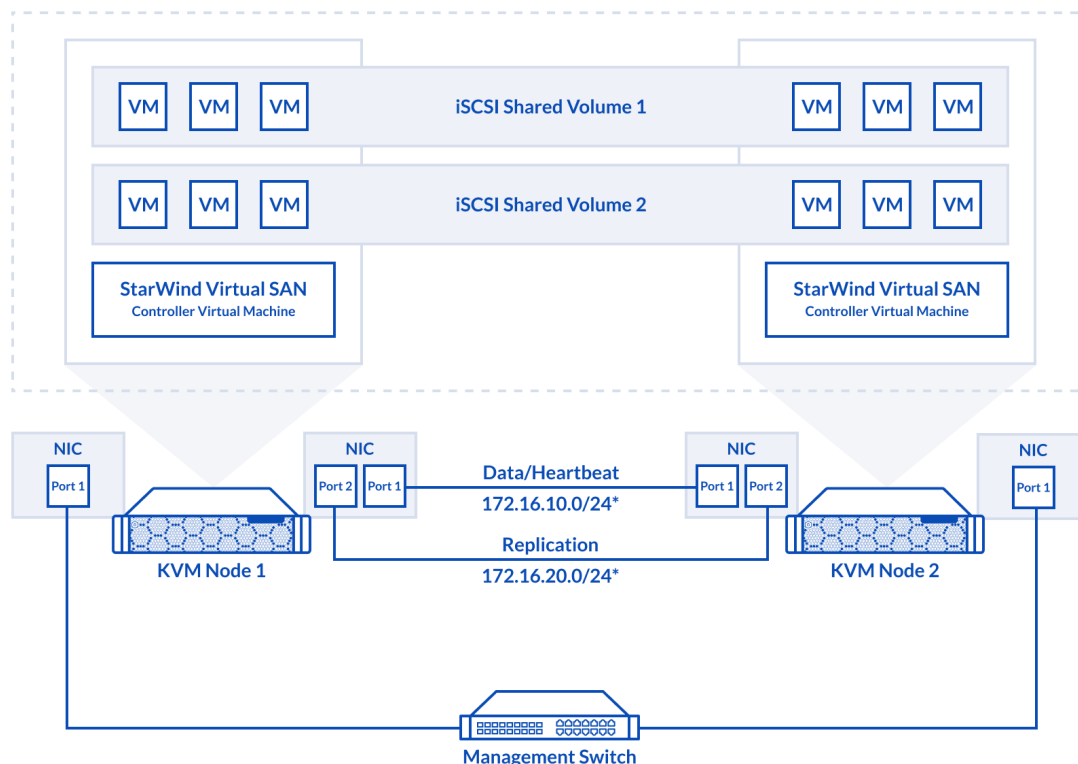 VM VM VM iSCSI Shared Volume 1 VM VM VM
VM VM VM iSCSI Shared Volume 2 VM VM VM
StarWind Virtual SAN
Controller Virtual Machine
StarWind Virtual SAN
Controller Virtual Machine
NIC
Port 1
NIC
Port 2 Port 1
Data/Heartbeat
172.16.10.0/24*
Replication
172.16.20.0/24*
NIC
Port 1 Port 2
NIC
Port 1
KVM Node 1
KVM Node 2
Management Switch